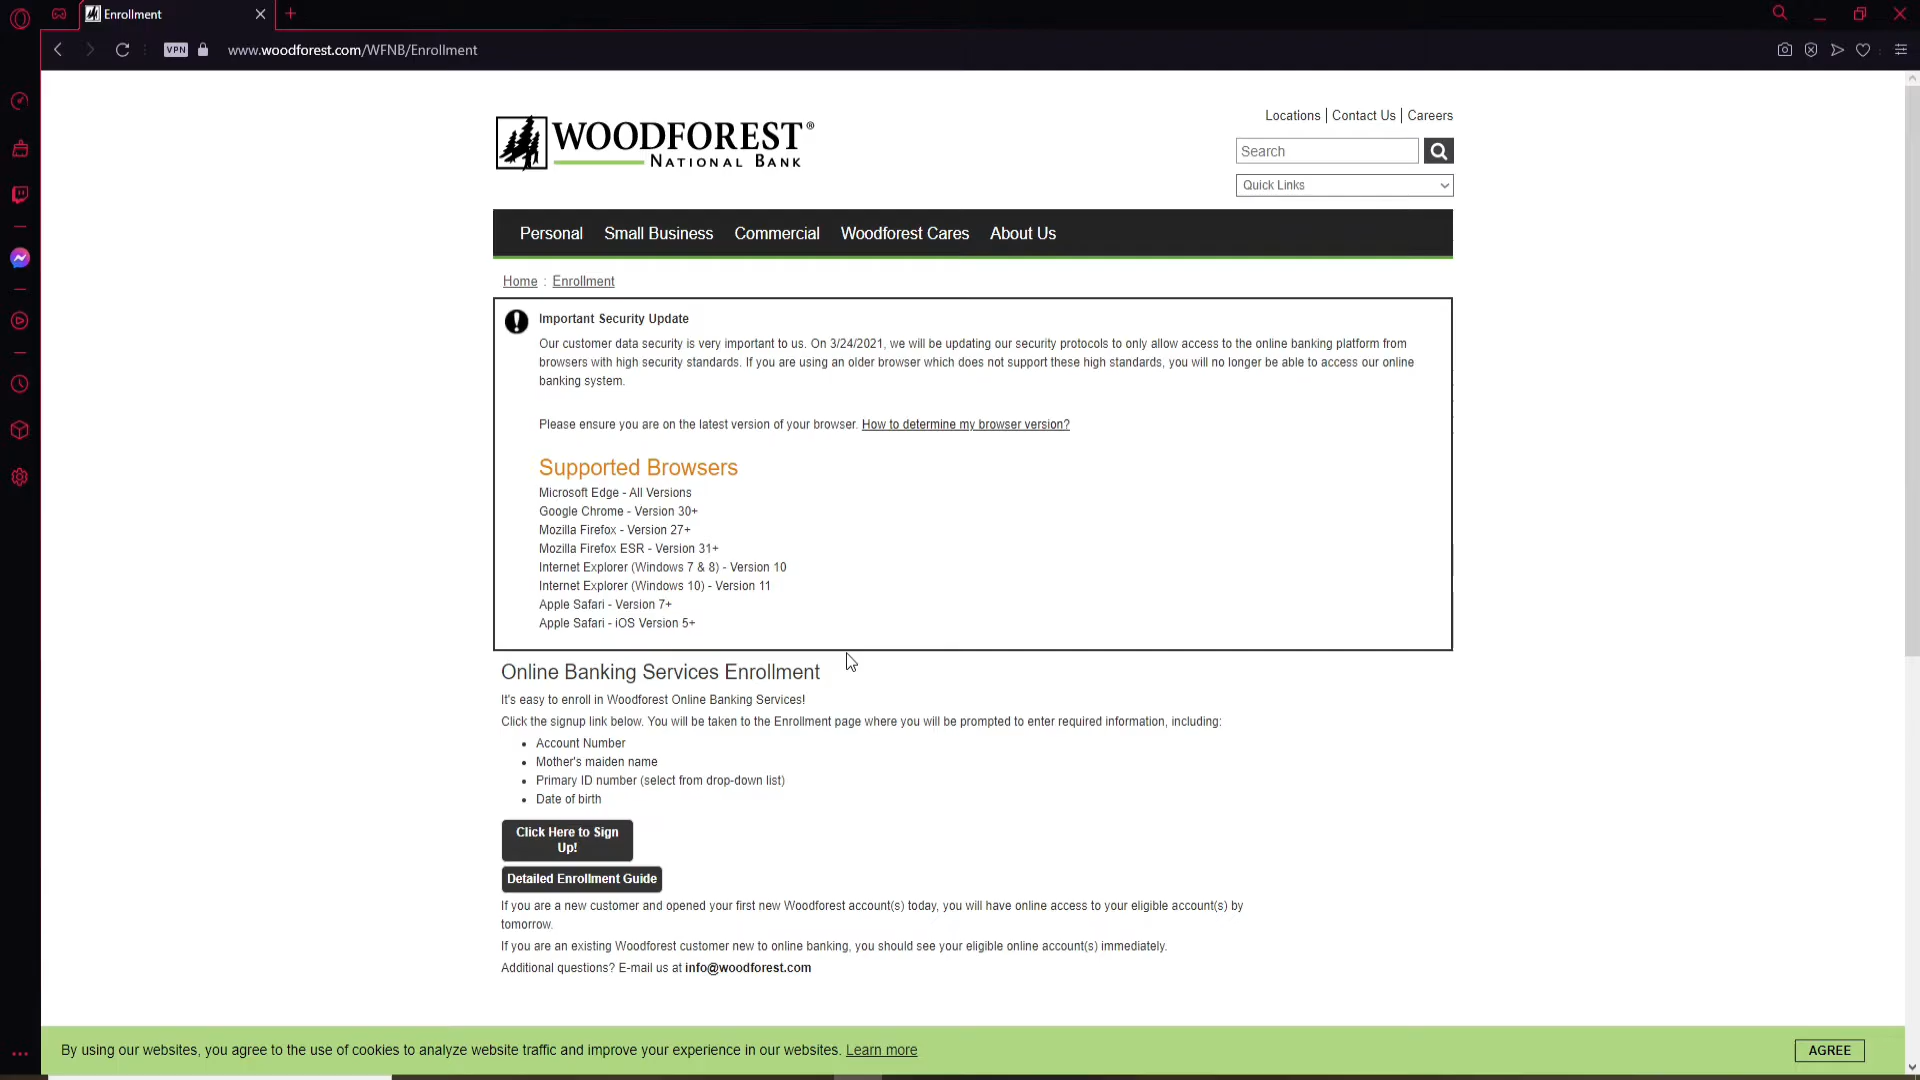 Enrollment
VPN
www.woodforest.com/WFNB/Enrollment
WOODFOREST®
NATIONAL BANK
Locations | Contact Us | Careers
Search
Quick Links
Personal Small Business Commercial Woodforest Cares About Us
Home : Enrollment
Important Security Update
Our customer data security is very important to us. On 3/24/2021, we will be updating our security protocols to only allow access to the online banking platform from
browsers with high security standards. If you are using an older browser which does not support these high standards, you will no longer be able to access our online
banking system.
Please ensure you are on the latest version of your browser. How to determine my browser version?
Supported Browsers
Microsoft Edge - All Versions
Google Chrome - Version 30+
Mozilla Firefox - Version 27+
Mozilla Firefox ESR - Version 31+
Internet Explorer (Windows 7 & 8) - Version 10
Internet Explorer (Windows 10) - Version 11
Apple Safari - Version 7+
Apple Safari - iOS Version 5+
Online Banking Services Enrollment
It's easy to enroll in Woodforest Online Banking Services!
Click the signup link below. You will be taken to the Enrollment page where you will be prompted to enter required information, including:
• Account Number
• Mother's maiden name
• Primary ID number (select from drop-down list)
• Date of birth
Click Here to Sign
Up!
Detailed Enrollment Guide
If you are a new customer and opened your first new Woodforest account(s) today, you will have online access to your eligible account(s) by
tomorrow.
If you are an existing Woodforest customer new to online banking, you should see your eligible online account(s) immediately.
Additional questions? E-mail us at info@woodforest.com
By using our websites, you agree to the use of cookies to analyze website traffic and improve your experience in our websites. Learn more
AGREE